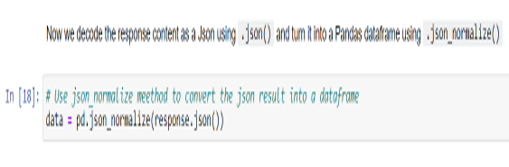 Now we decode the response content as a Json using .json() and turn it into a Pandas dataframe using .json_normalize()
In [18]: # Use json_normalize meethod to convert the json result into a dataframe
data = pd.json_normalize(response.json())